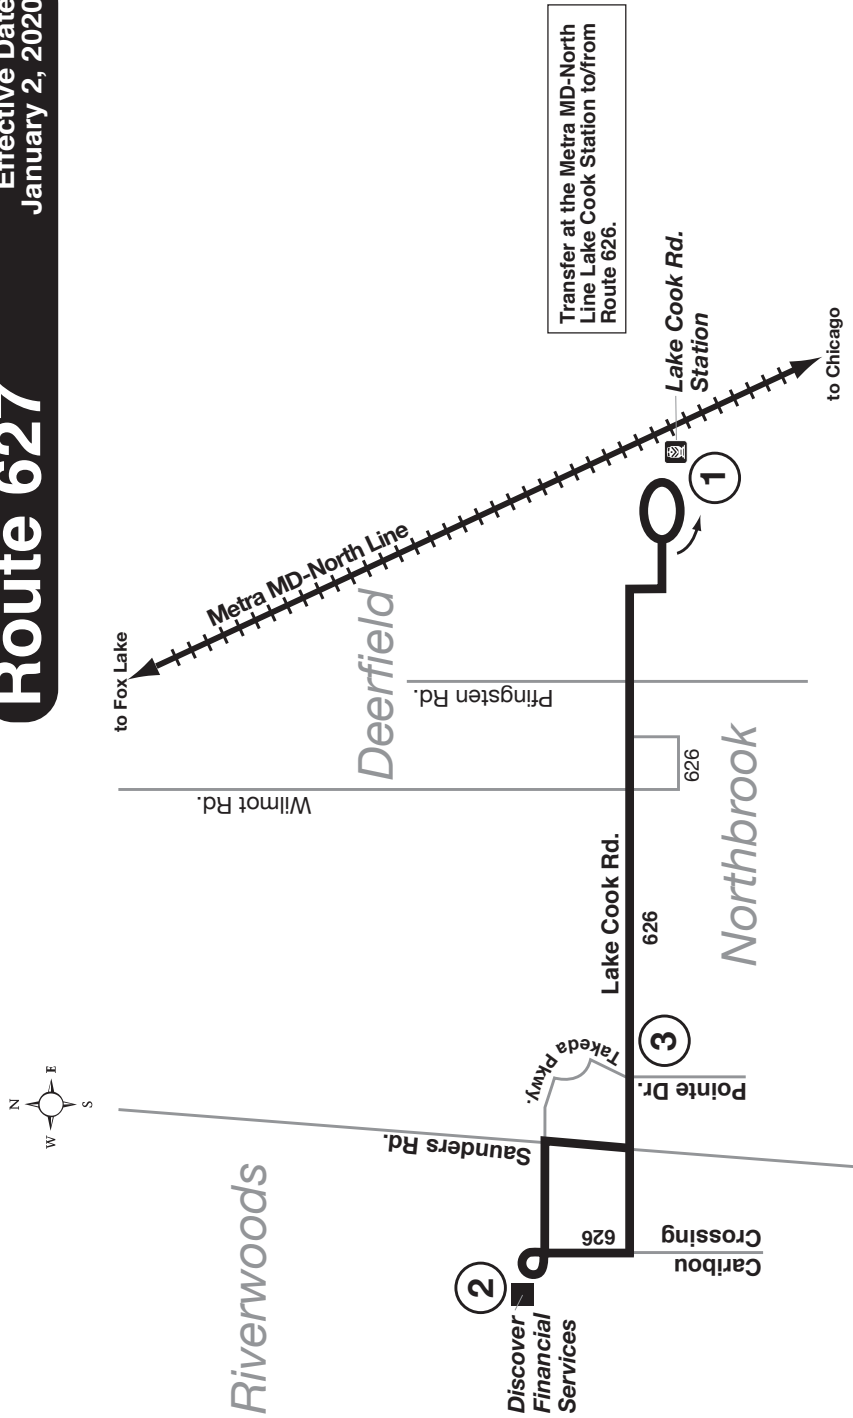 Route 627
Effective Date
January 2, 2020
N
W
E
S
to Fox Lake
Metra MD-North Line
Deerfield
Wilmot Rd.
Pfingsten Rd.
Riverwoods
Saunders Rd.
Takeda Pkwy.
2
Discover
Financial
Services
626
Caribou
Crossing
Pointe Dr.
3
Lake Cook Rd.
626
626
Northbrook
1
Lake Cook Rd.
Station
to Chicago
Transfer at the Metra MD-North
Line Lake Cook Station to/from
Route 626.